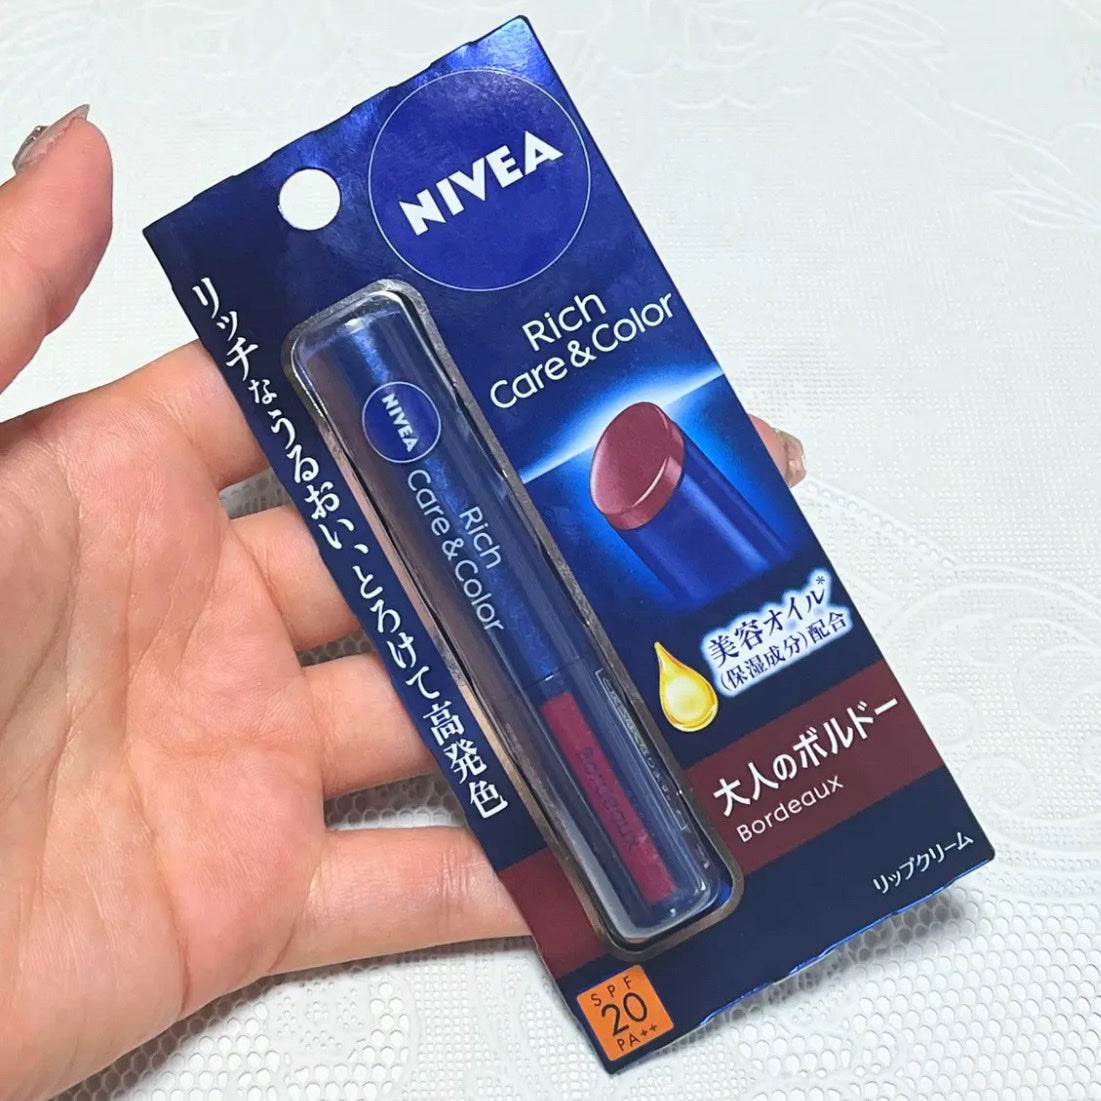 NIVEA
Rich
Care & Color
リッチなうるおい、とろけて高発色
NIVEA
Rich
Care & Color
Bordeaux
美容オイル*
(保湿成分)配合
大人のボルドー
Bordeaux
リップクリーム
SPF
20
PA++